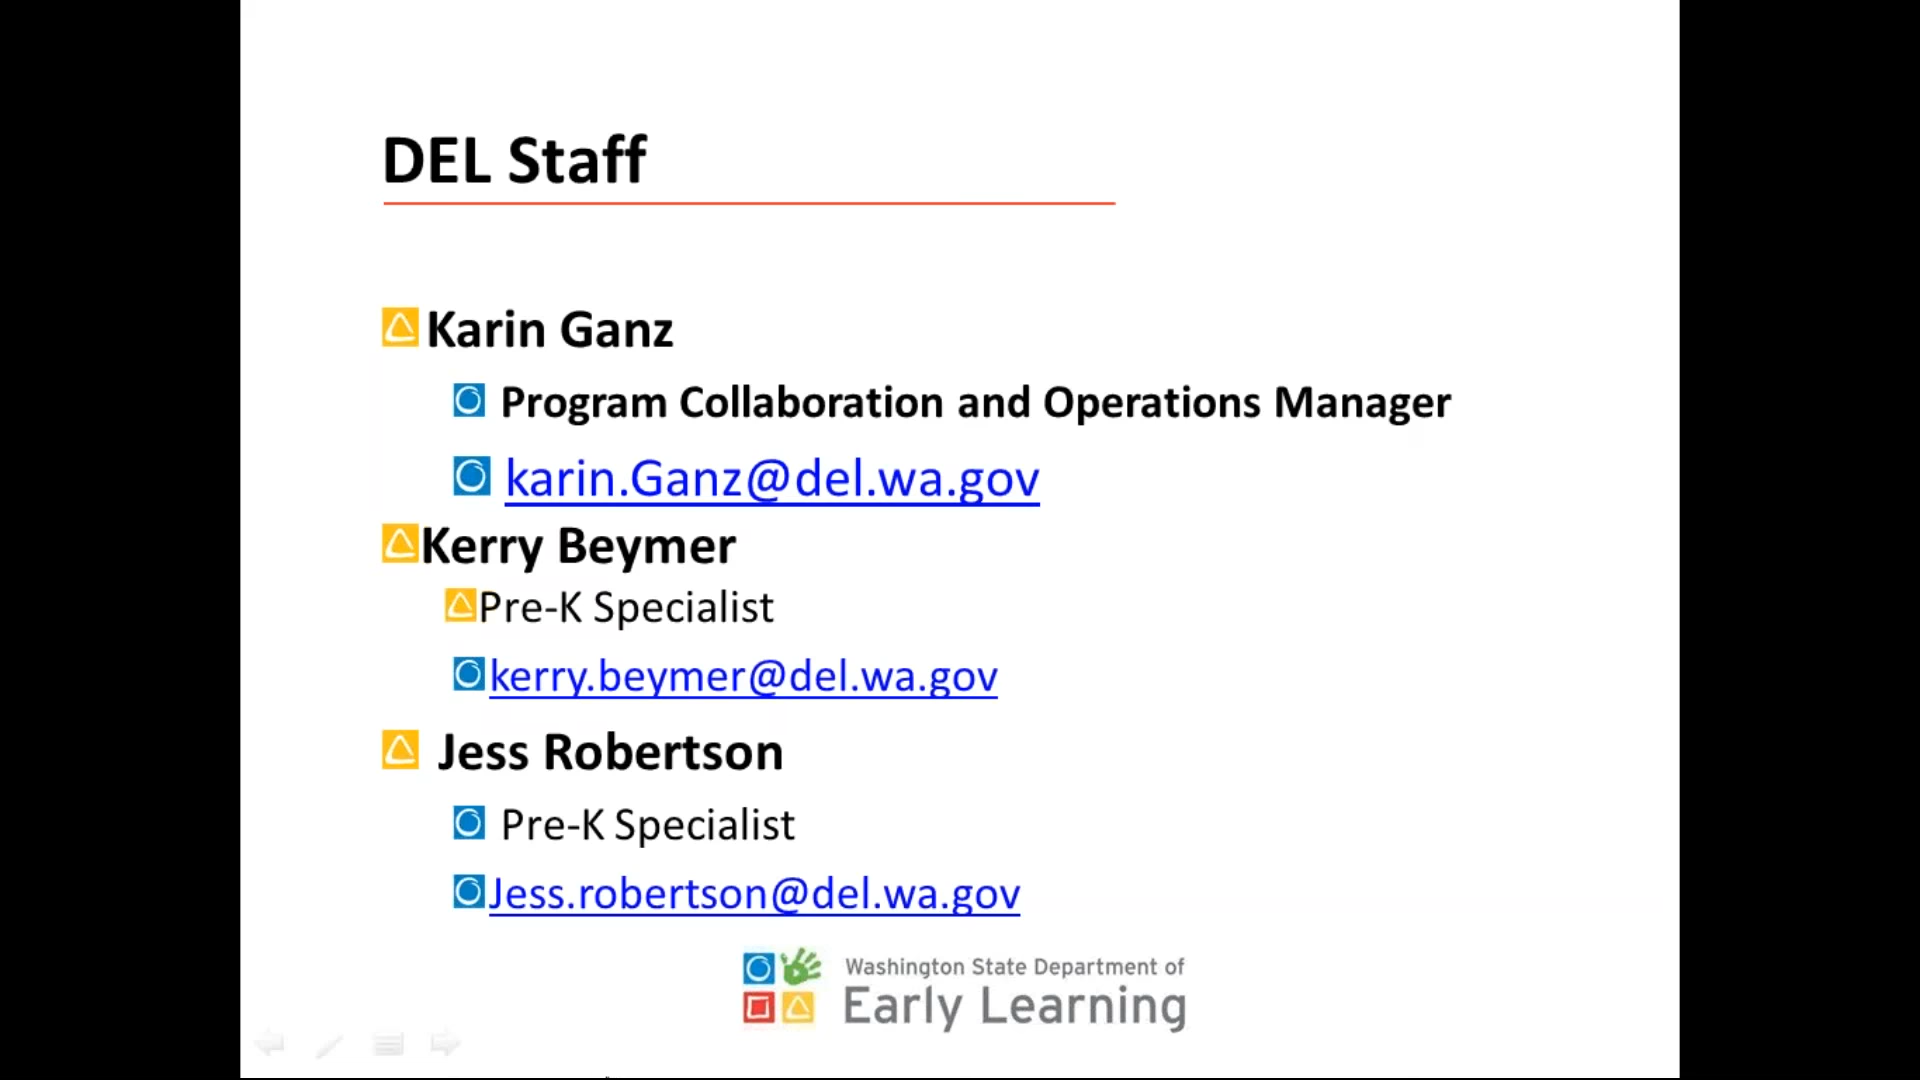 DEL Staff
Karin Ganz
Program Collaboration and Operations Manager
karin.Ganz@del.wa.gov
Kerry Beymer
Pre-K Specialist
kerry.beymer@del.wa.gov
Jess Robertson
Pre-K Specialist
Jess.robertson@del.wa.gov
Washington State Department of
Early Learning